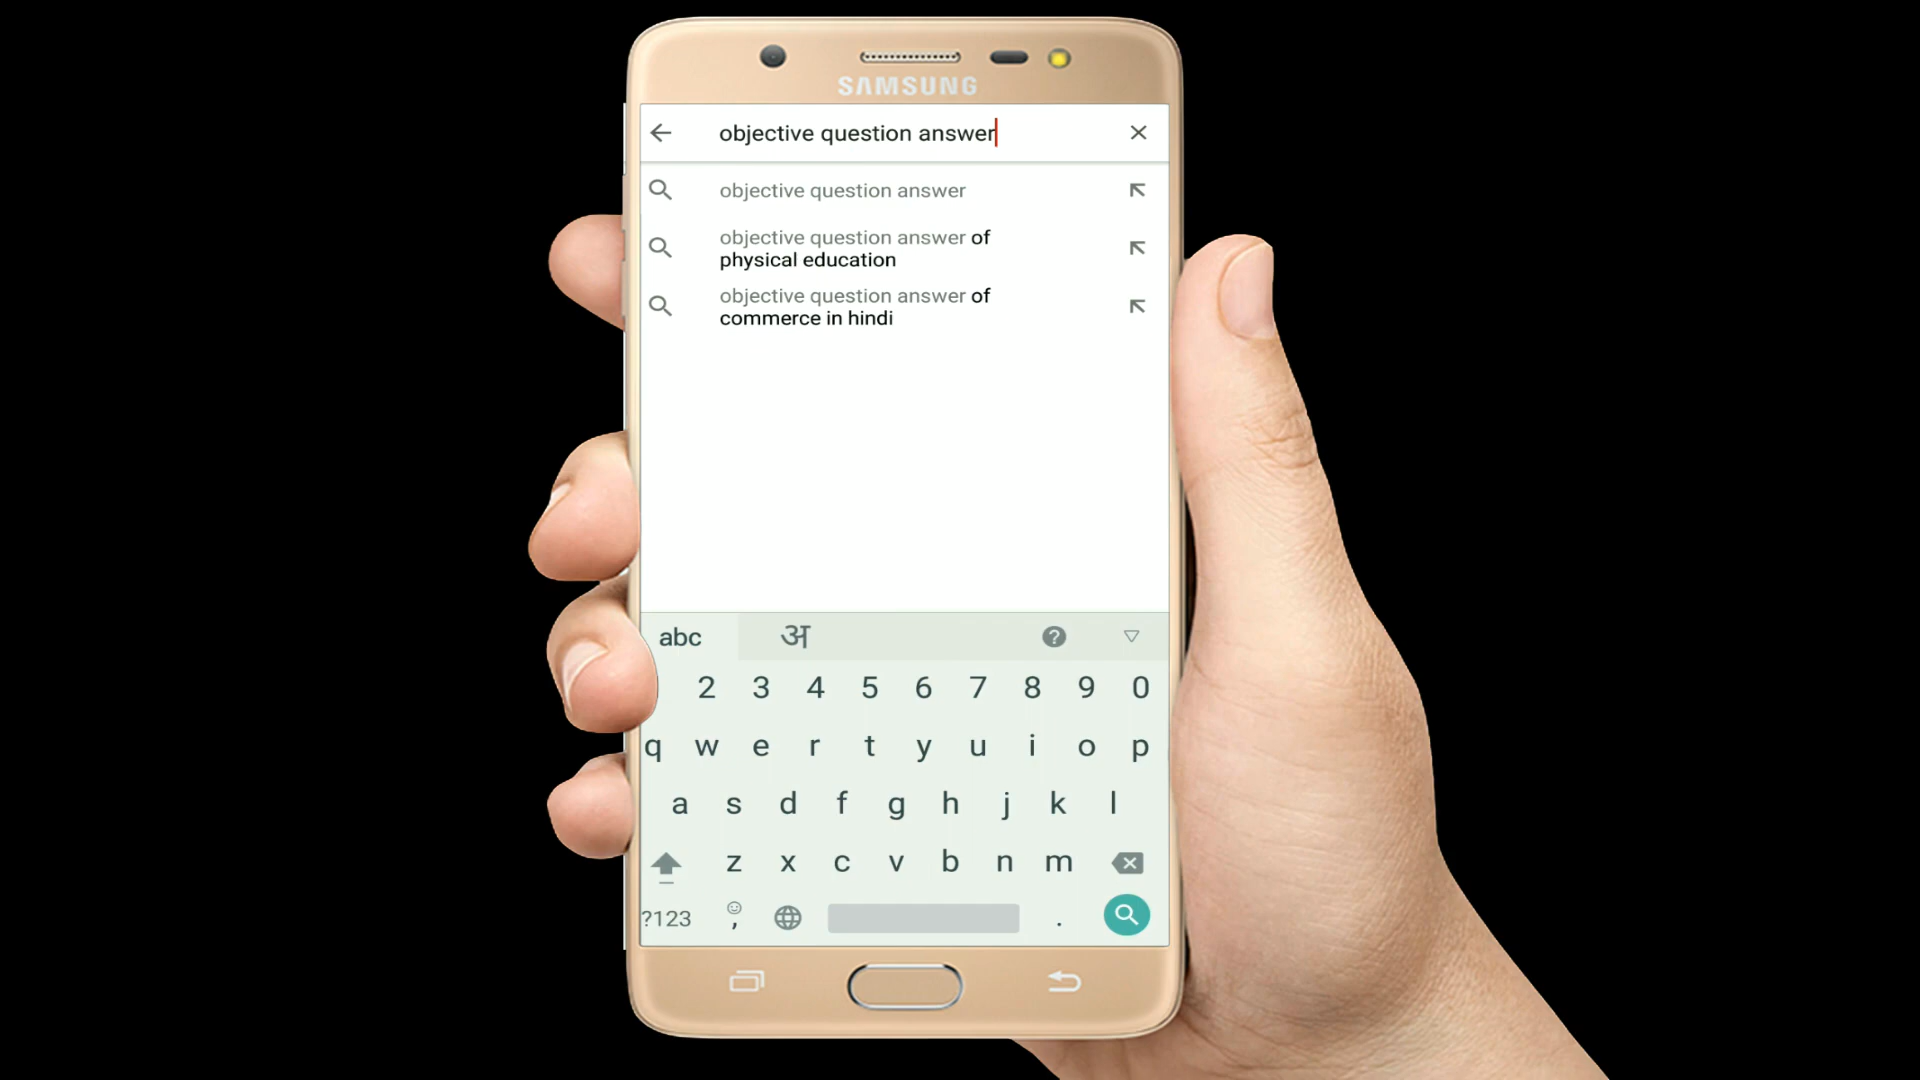 SAMSUNG
objective question answer
objective question answer
objective question answer of
physical education
objective question answer of
commerce in hindi
abc अ ?
2 3 4 5 6 7 8 9 0
q w e r t y u i o p
a s d f g h j k l
z x c v b n m
?123 , .